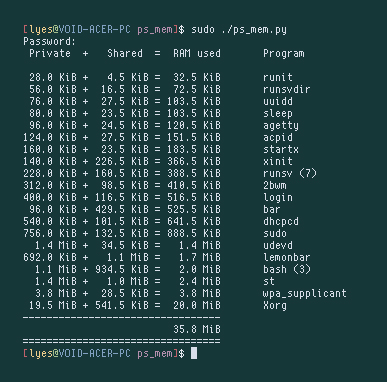 [lyes@VOID-ACER-PC ps_mem]$ sudo ./ps_mem.py
Password:
Private + Shared = RAM used Program
28.0 KiB + 4.5 KiB = 32.5 KiB runit
56.0 KiB + 16.5 KiB = 72.5 KiB runsvdir
76.0 KiB + 27.5 KiB = 103.5 KiB uuidd
80.0 KiB + 23.5 KiB = 103.5 KiB sleep
96.0 KiB + 24.5 KiB = 120.5 KiB agetty
124.0 KiB + 27.5 KiB = 151.5 KiB acpid
160.0 KiB + 23.5 KiB = 183.5 KiB startx
140.0 KiB + 226.5 KiB = 366.5 KiB xinit
228.0 KiB + 160.5 KiB = 388.5 KiB runsv (7)
312.0 KiB + 98.5 KiB = 410.5 KiB 2bwm
400.0 KiB + 116.5 KiB = 516.5 KiB login
96.0 KiB + 429.5 KiB = 525.5 KiB bar
540.0 KiB + 101.5 KiB = 641.5 KiB dhcpcd
756.0 KiB + 132.5 KiB = 888.5 KiB sudo
1.4 MiB + 34.5 KiB = 1.4 MiB udevd
692.0 KiB + 1.1 MiB = 1.7 MiB lemonbar
1.1 MiB + 934.5 KiB = 2.0 MiB bash (3)
1.4 MiB + 1.0 MiB = 2.4 MiB st
3.8 MiB + 28.5 KiB = 3.8 MiB wpa_supplicant
19.5 MiB + 541.5 KiB = 20.0 MiB Xorg
---------------------------------
35.8 MiB
=================================
[lyes@VOID-ACER-PC ps_mem]$